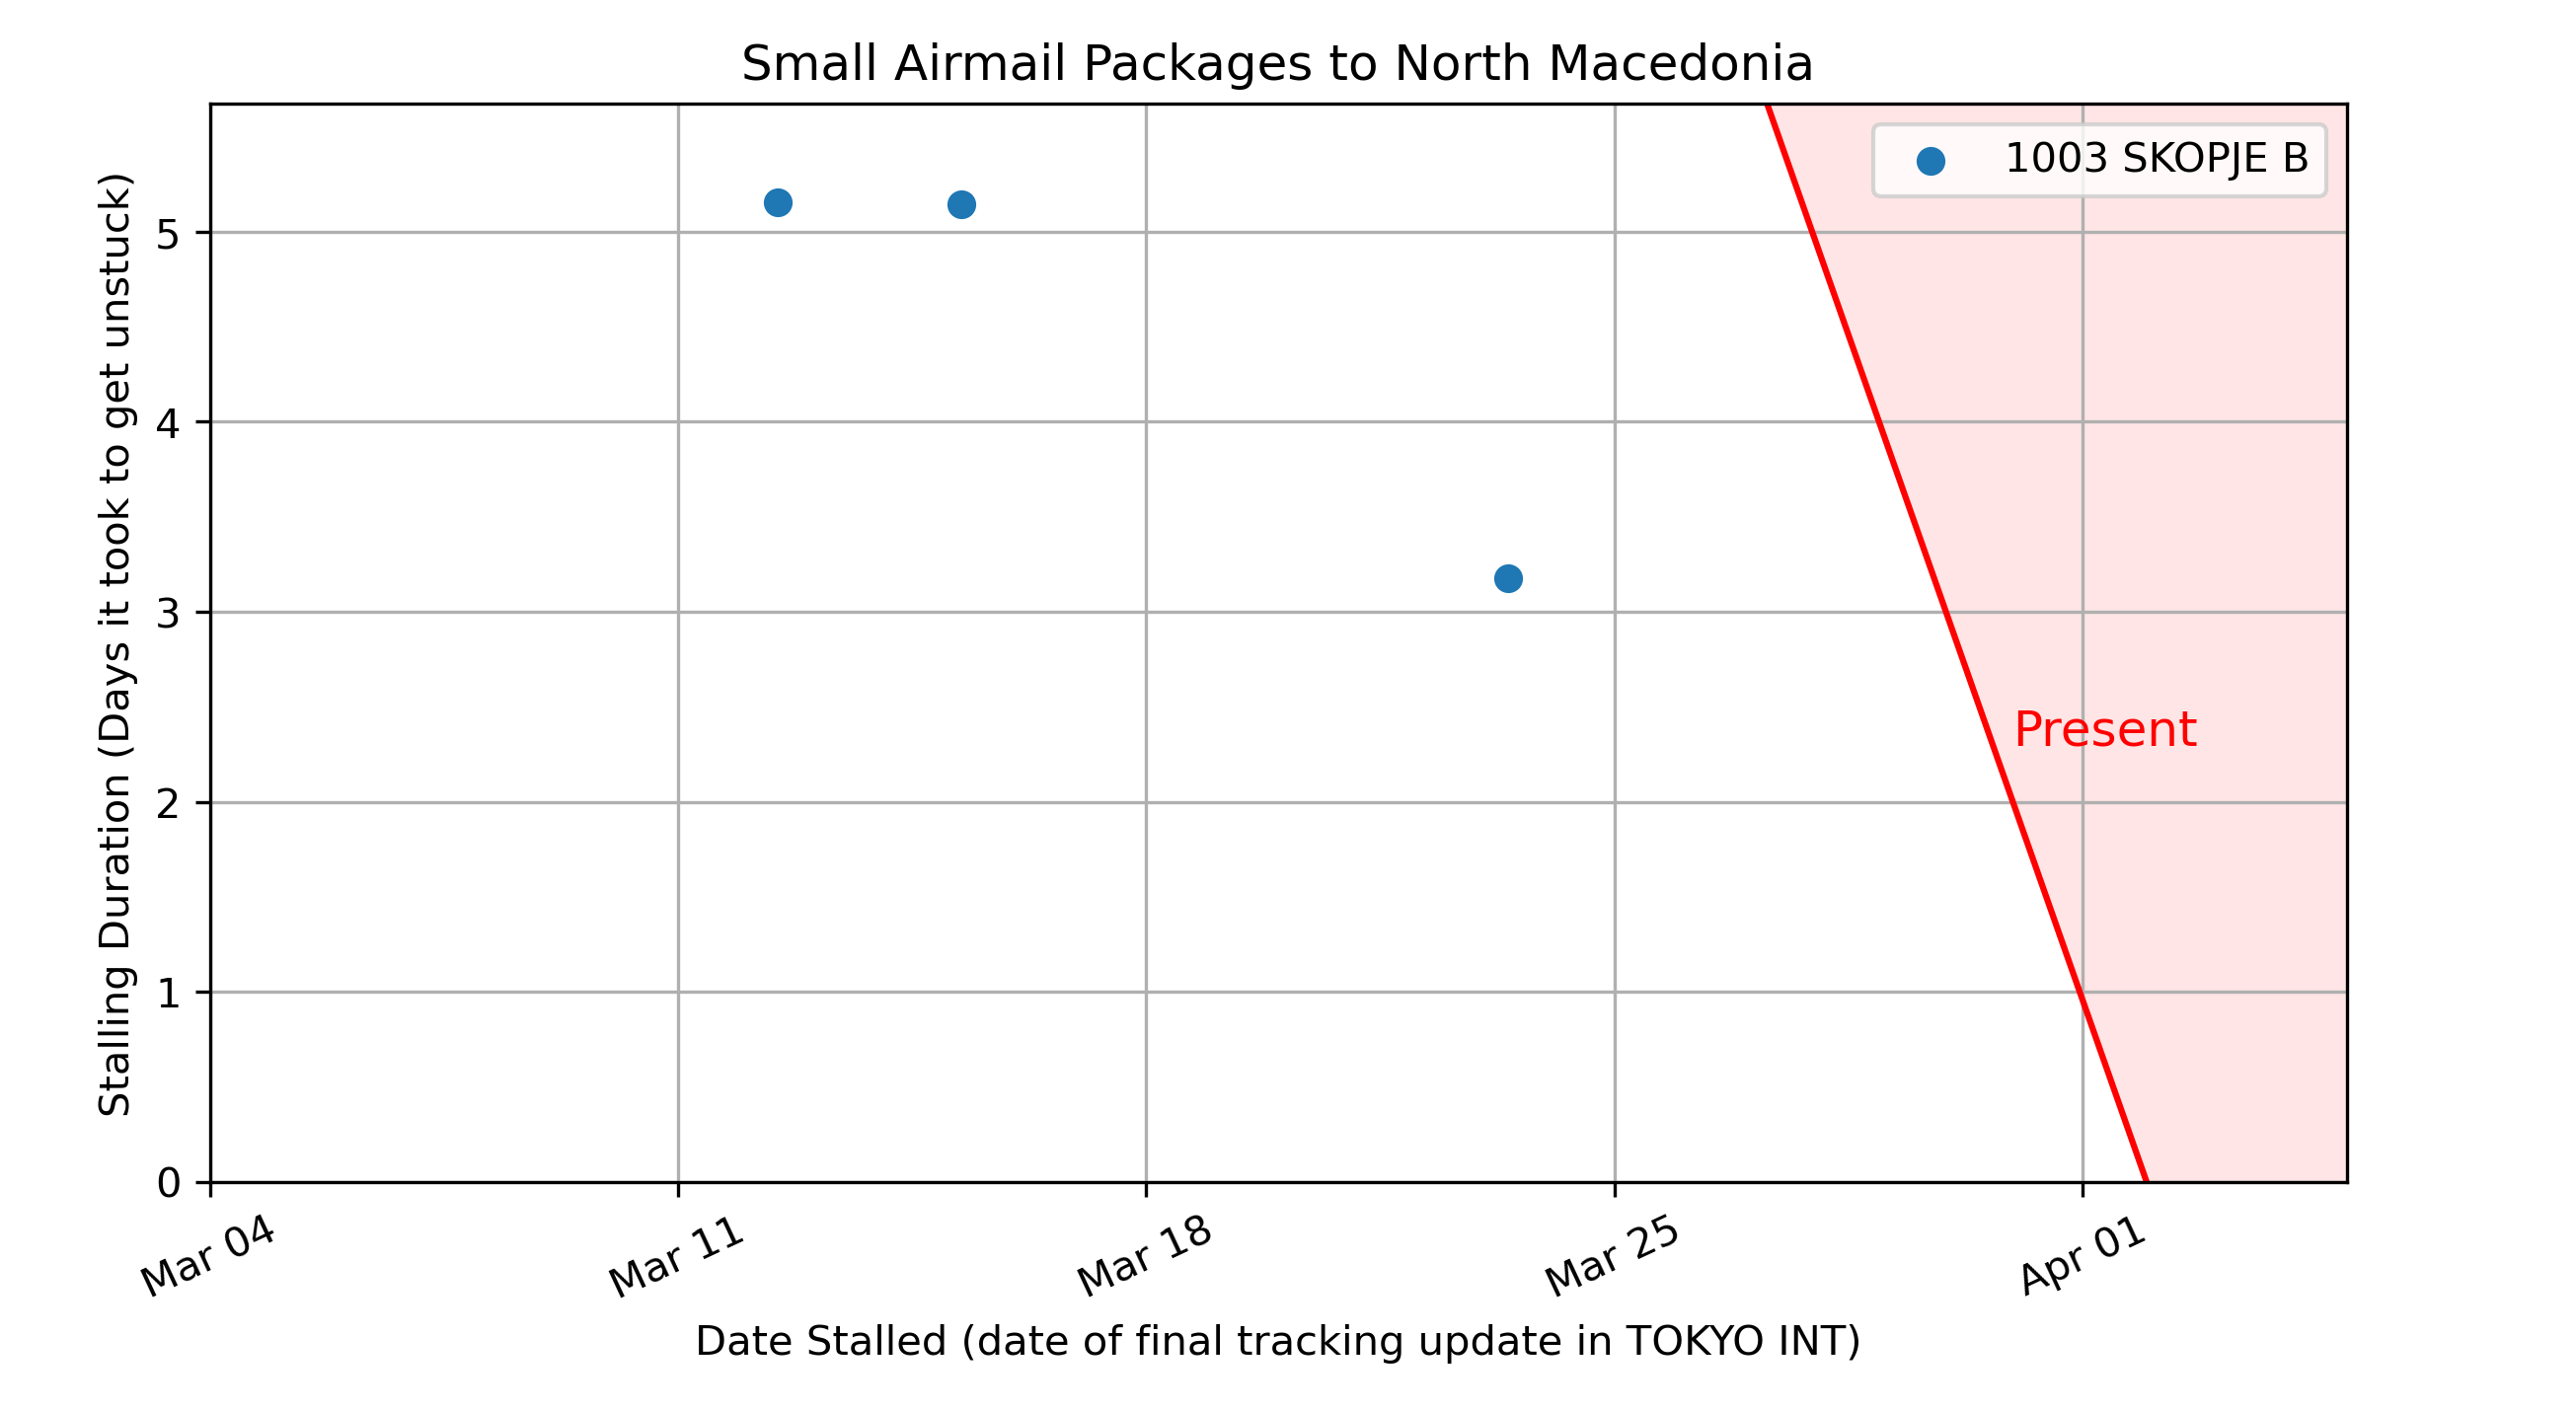 Small Airmail Packages to North Macedonia
1003 SKOPJE B
Stalling Duration (Days it took to get unstuck)
5
4
3
2
1
0
Present
Mar 04
Mar 11
Mar 18
Mar 25
Apr 01
Date Stalled (date of final tracking update in TOKYO INT)